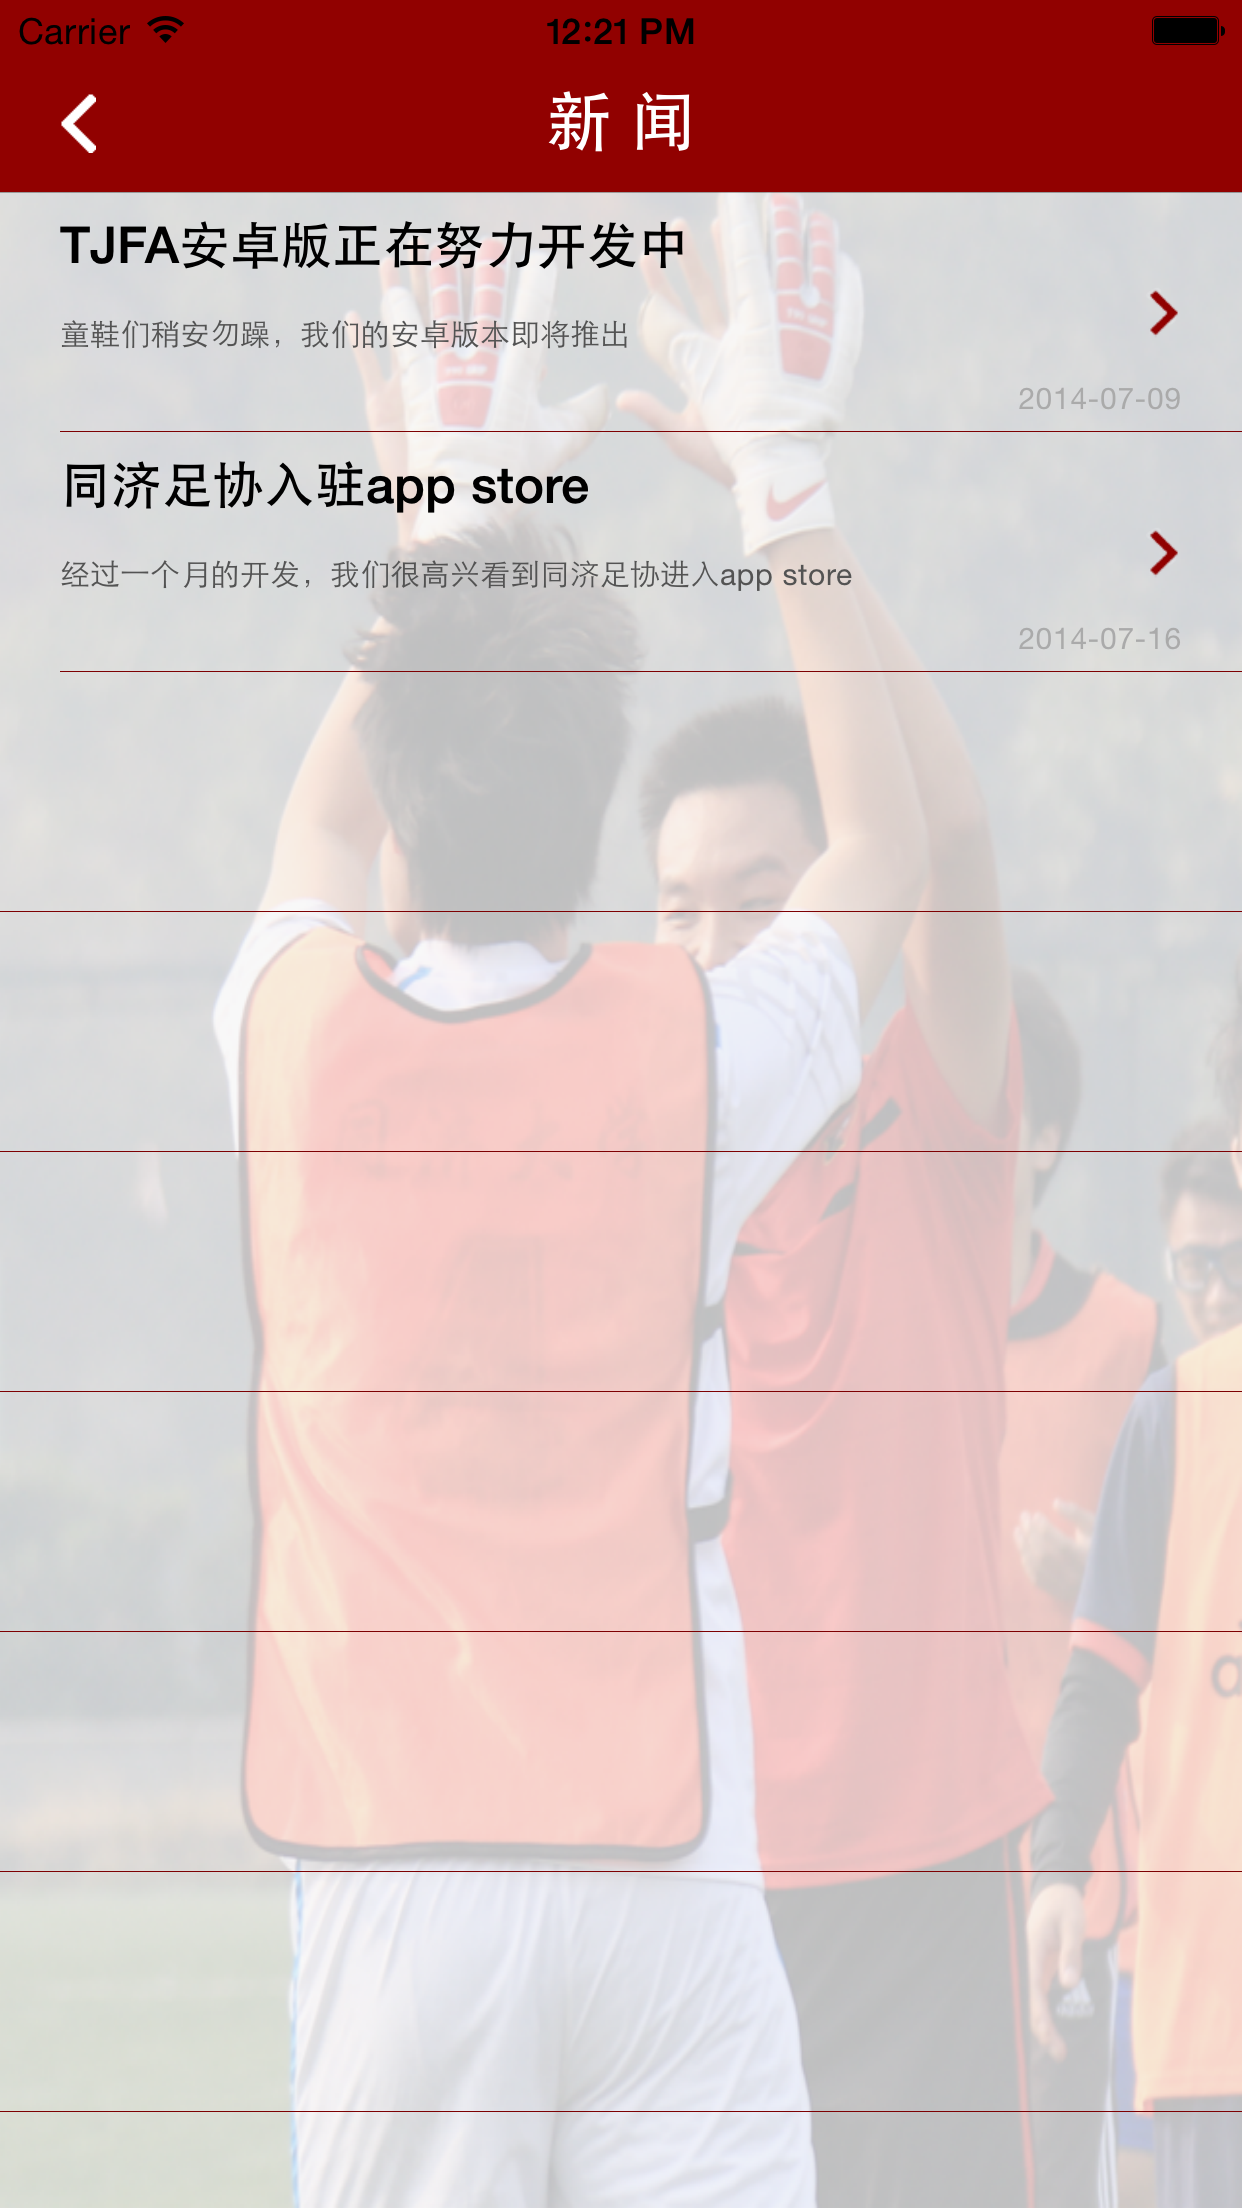 Carrier 12:21 PM
新 闻
TJFA安卓版正在努力开发中
童鞋们稍安勿躁，我们的安卓版本即将推出
2014-07-09
同济足协入驻app store
经过一个月的开发，我们很高兴看到同济足协进入app store
2014-07-16